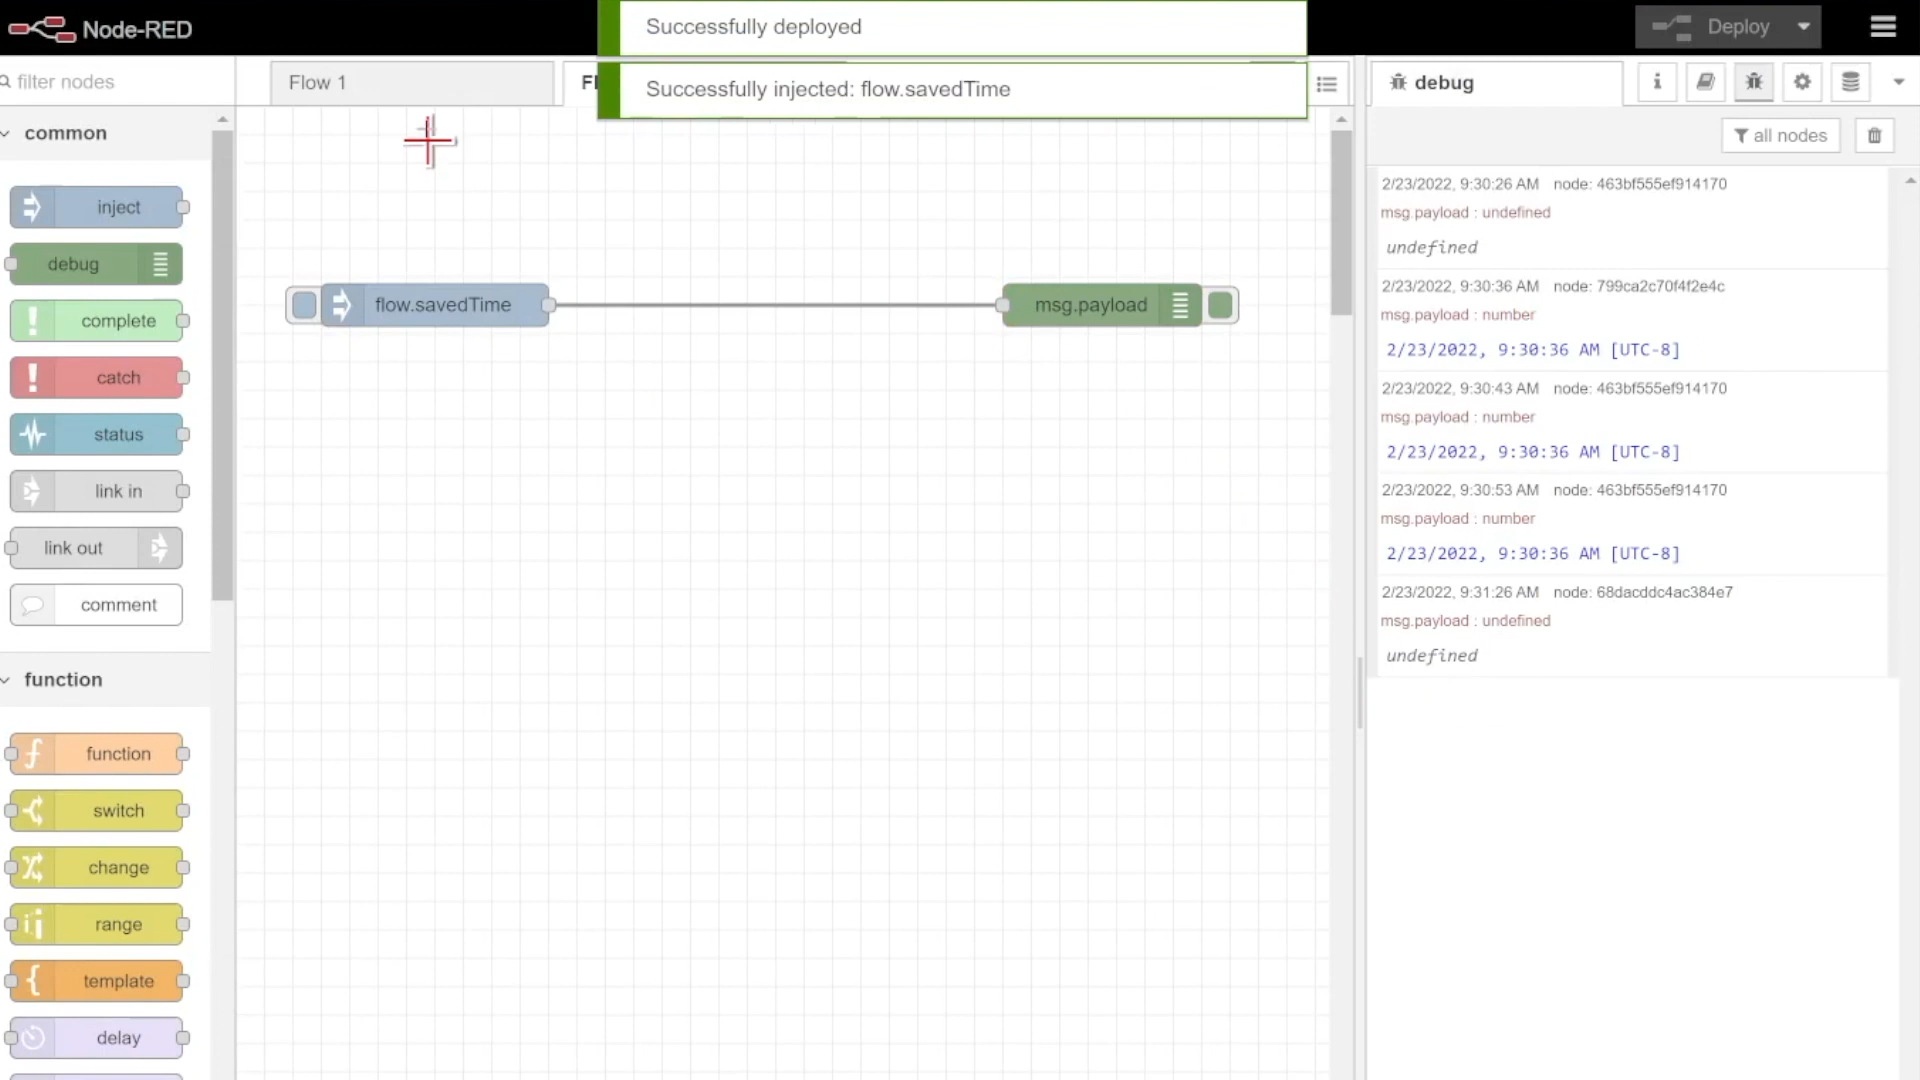 Node-RED
Successfully deployed
Deploy
filter nodes
Flow 1
Fl
Successfully injected: flow.savedTime
debug
all nodes
common
inject
debug
complete
catch
status
link in
link out
comment
function
function
switch
change
range
template
delay
flow.savedTime
msg.payload
2/23/2022, 9:30:26 AM node: 463bf555ef914170
msg.payload : undefined
undefined
2/23/2022, 9:30:36 AM node: 799ca2c70f4f2e4c
msg.payload : number
2/23/2022, 9:30:36 AM [UTC-8]
2/23/2022, 9:30:43 AM node: 463bf555ef914170
msg.payload : number
2/23/2022, 9:30:36 AM [UTC-8]
2/23/2022, 9:30:53 AM node: 463bf555ef914170
msg.payload : number
2/23/2022, 9:30:36 AM [UTC-8]
2/23/2022, 9:31:26 AM node: 68dacddc4ac384e7
msg.payload : undefined
undefined